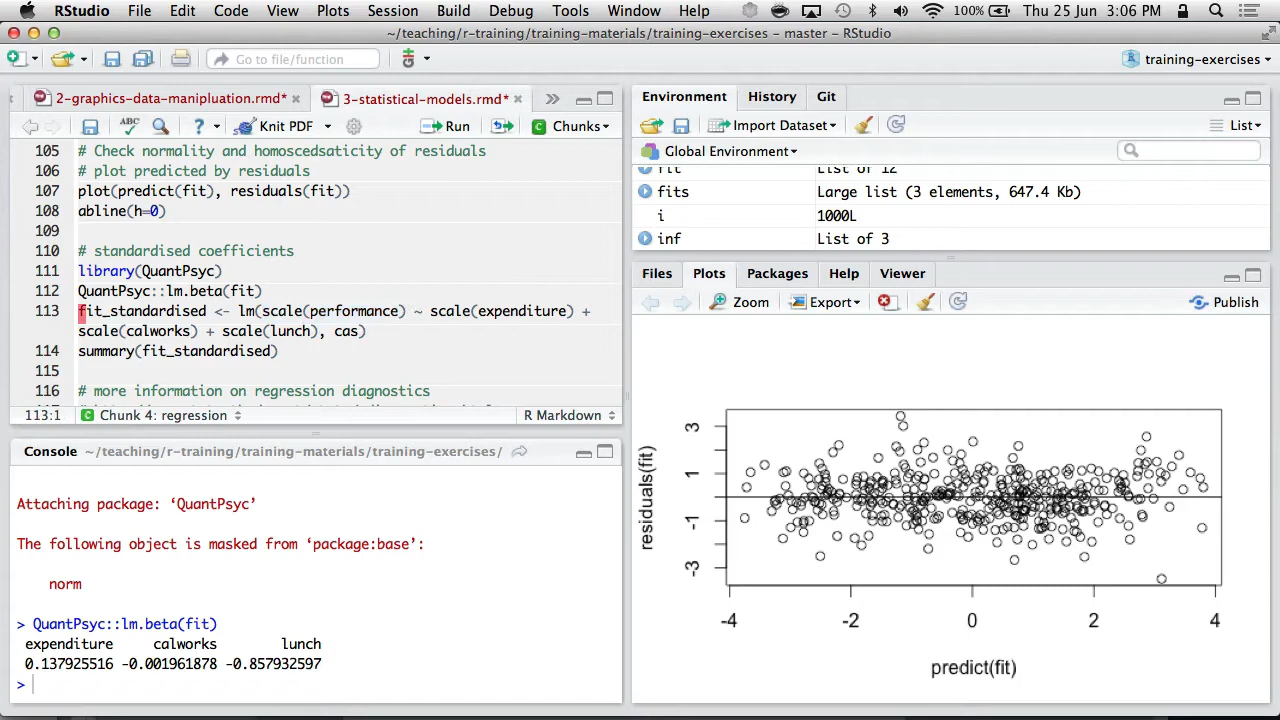 RStudio File Edit Code View Plots Session Build Debug Tools Window Help 100% Thu 25 Jun 3:06 PM
~/teaching/r-training/training-materials/training-exercises - master - RStudio
Go to file/function training-exercises
2-graphics-data-manipluation.rmd* 3-statistical-models.rmd*
ABC Knit PDF Run Chunks
105 # Check normality and homoscedsaticity of residuals
106 # plot predicted by residuals
107 plot(predict(fit), residuals(fit))
108 abline(h=0)
109
110 # standardised coefficients
111 library(QuantPsyc)
112 QuantPsyc::lm.beta(fit)
113 fit_standardised <- lm(scale(performance) ~ scale(expenditure) +
scale(calworks) + scale(lunch), cas)
114 summary(fit_standardised)
115
116 # more information on regression diagnostics
113:1 Chunk 4: regression R Markdown
Console ~/teaching/r-training/training-materials/training-exercises/
Attaching package: ‘QuantPsyc’
The following object is masked from ‘package:base’:
norm
> QuantPsyc::lm.beta(fit)
expenditure calworks lunch
0.137925516 -0.001961878 -0.857932597
>
Environment History Git
Import Dataset List
Global Environment
fit List of 12
fits Large list (3 elements, 647.4 Kb)
i 1000L
inf List of 3
Files Plots Packages Help Viewer
Zoom Export Publish
residuals(fit)
3
1
-1
-3
-4 -2 0 2 4
predict(fit)